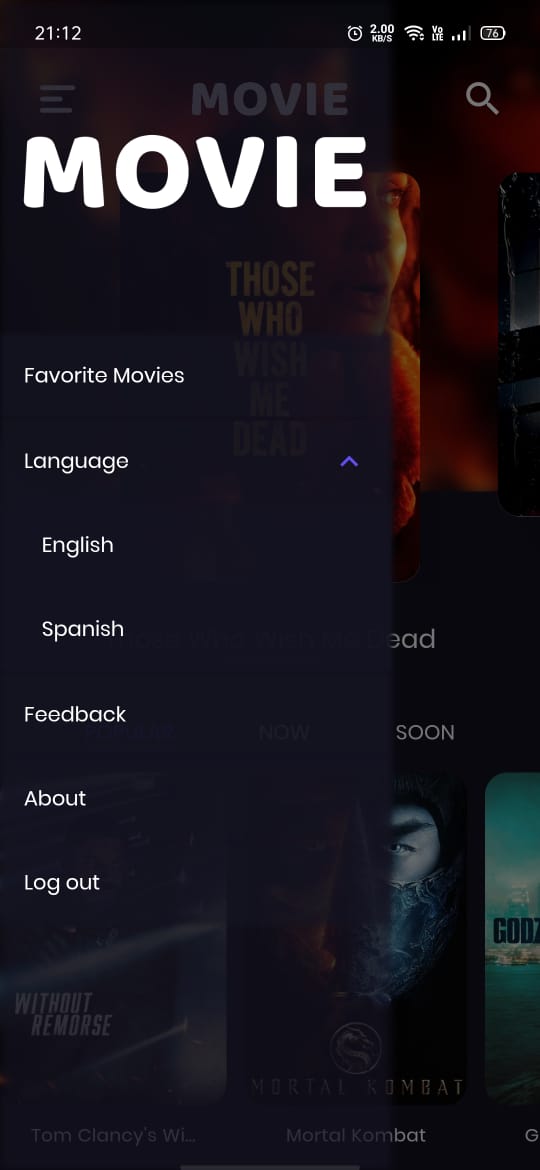 21:12
2.00
KB/S
Vo
LTE
76
MOVIE
MOVIE
THOSE
WHO
WISH
ME
DEAD
Favorite Movies
Language
English
Spanish
Those Who Wish Me Dead
Feedback
POPULAR
NOW
SOON
About
Log out
GODZ
WITHOUT
REMORSE
MORTAL KOMBAT
Tom Clancy's Wi...
Mortal Kombat
G